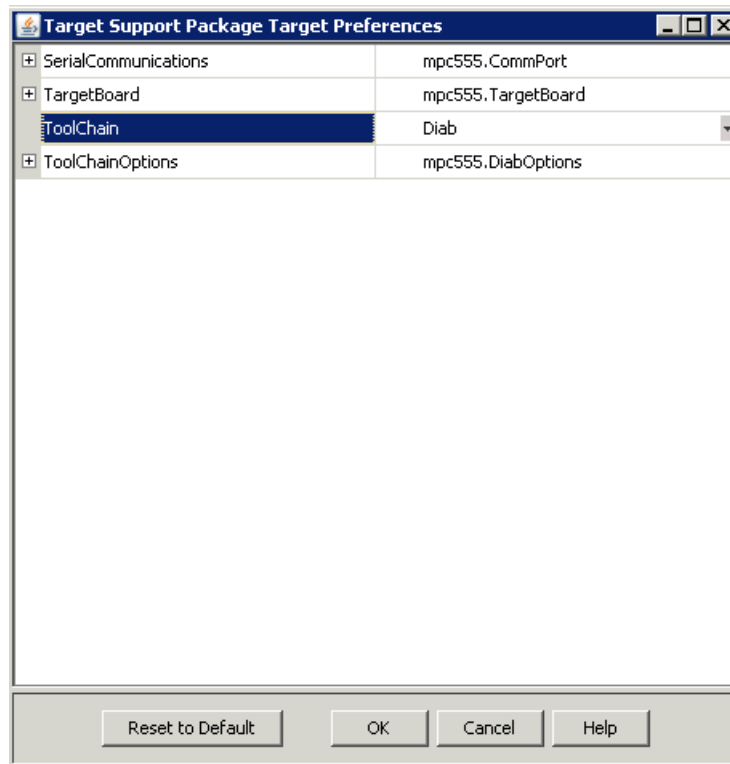 Target Support Package Target Preferences
SerialCommunications mpc555.CommPort
TargetBoard mpc555.TargetBoard
ToolChain Diab
ToolChainOptions mpc555.DiabOptions
Reset to Default OK Cancel Help